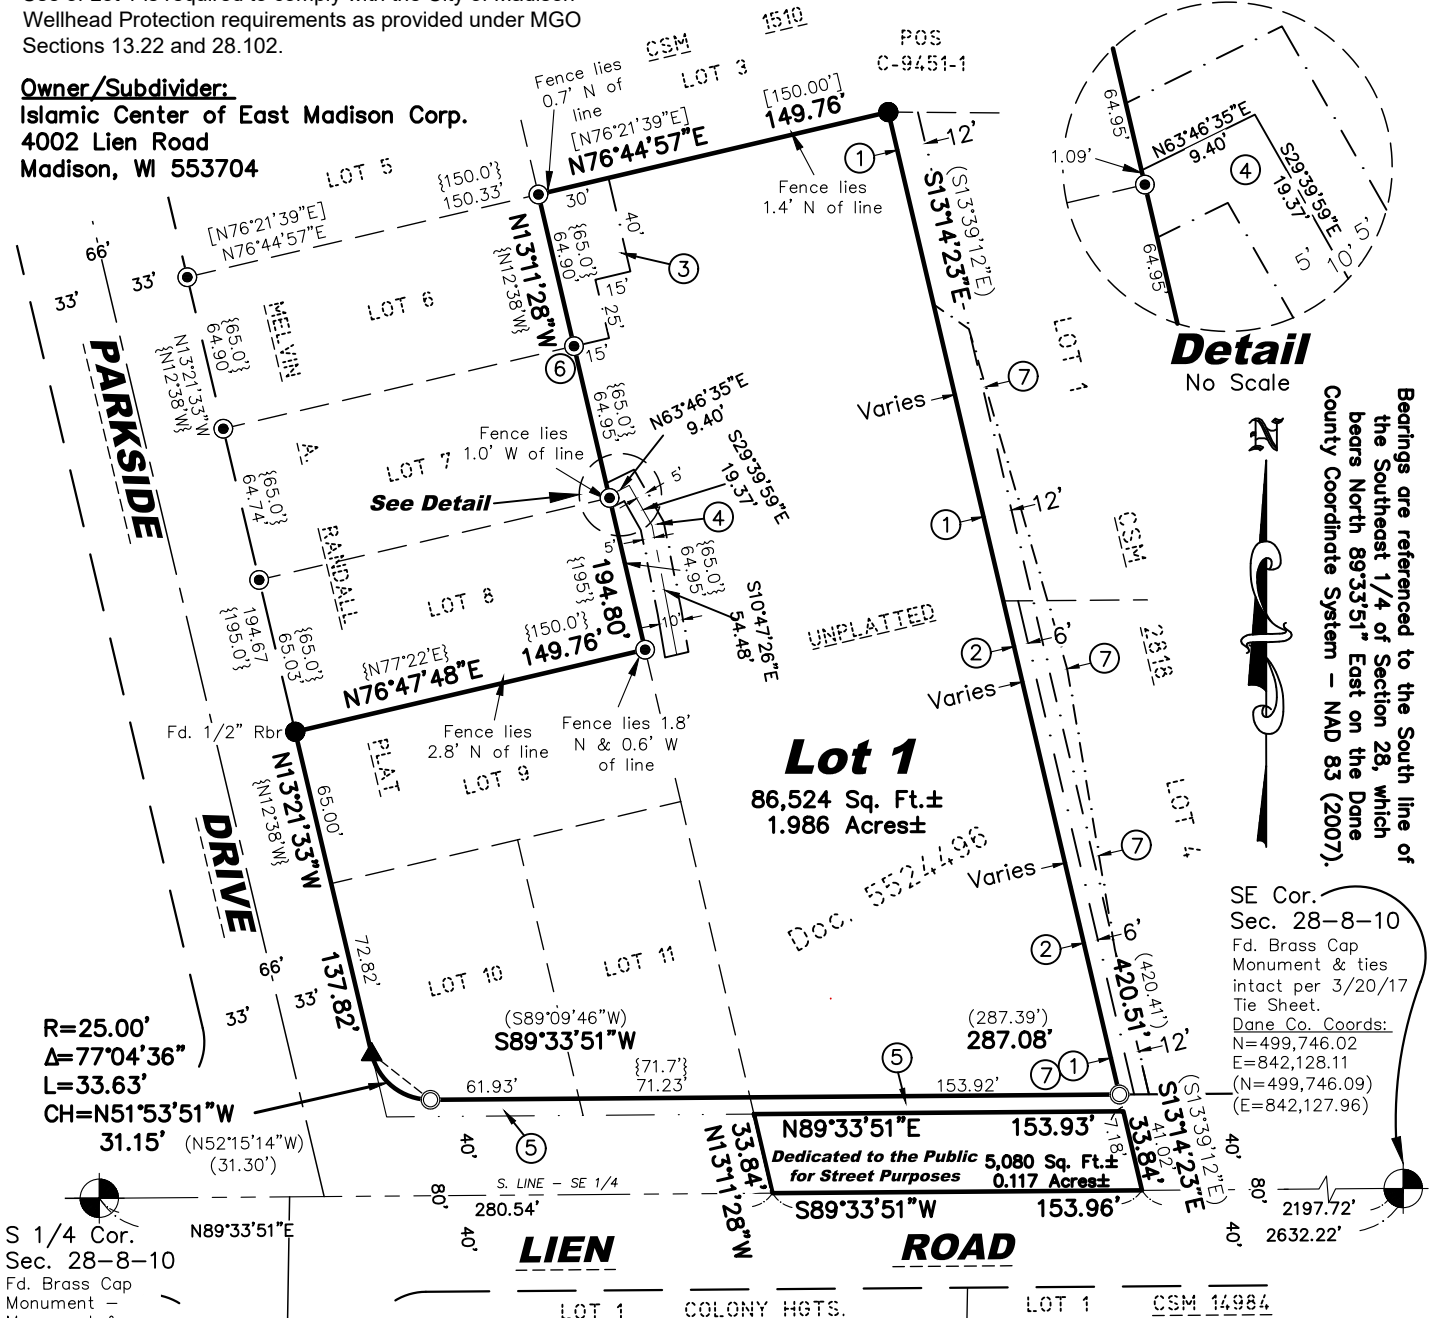 Wellhead Protection requirements as provided under MGO
Sections 13.22 and 28.102.
Owner/Subdivider:
Islamic Center of East Madison Corp.
4002 Lien Road
Madison, WI 553704
CSM
1510
POS
C-9451-1
LOT 3
Fence lies
0.7' N of
line
[150.00']
149.76'
[N76°21'39"E]
N76°44'57"E
Fence lies
1.4' N of line
1
12'
(S13°39'12"E)
S13°14'23"E
LOT 5
{150.0'}
150.33'
[N76°21'39"E]
N76°44'57"E
30'
40'
3
15'
25'
15'
{65.0'}
64.90'
N13°11'28"W
{N12°38'W}
6
66'
33'
33'
MELVIN
LOT 6
{65.0'}
64.90'
N13°21'33"W
{N12°38'W}
PARKSIDE
A.
LOT 7
{65.0'}
64.95'
N63°46'35"E
9.40'
S29°39'59"E
19.37'
Fence lies
1.0' W of line
See Detail
5'
4
5'
{65.0'}
64.74'
RANDALL
LOT 8
{195'}
194.80'
{65.0'}
64.95'
10'
S10°47'26"E
54.48'
194.67
{195.0'}
{65.0'}
65.03'
{150.0'}
149.76'
{N77°22'E}
N76°47'48"E
Fd. 1/2" Rbr
Fence lies
2.8' N of line
Fence lies 1.8'
N & 0.6' W
of line
PLAT
LOT 9
N13°21'33"W
{N12°38'W}
65.00'
DRIVE
UNPLATTED
Lot 1
86,524 Sq. Ft.±
1.986 Acres±
Doc. 5524496
Varies
7
LOT 1
1
12'
CSM
2818
2
6'
7
Varies
LOT 4
7
Varies
2
6'
420.51'
(420.41')
12'
64.95'
1.09'
N63°46'35"E
9.40'
4
S29°39'59"E
19.37'
64.95'
5'
5'
10'
Detail
No Scale
N
Bearings are referenced to the South line of
the Southeast 1/4 of Section 28, which
bears North 89°33'51" East on the Dane
County Coordinate System - NAD 83 (2007).
SE Cor.
Sec. 28-8-10
Fd. Brass Cap
Monument & ties
intact per 3/20/17
Tie Sheet.
Dane Co. Coords:
N=499,746.02
E=842,128.11
(N=499,746.09)
(E=842,127.96)
72.82'
137.82'
66'
33'
33'
LOT 10
LOT 11
R=25.00'
Δ=77°04'36"
L=33.63'
CH=N51°53'51"W
31.15'
(N52°15'14"W)
(31.30')
(S89°09'46"W)
S89°33'51"W
(287.39')
287.08'
61.93'
{71.7'}
71.23'
5
153.92'
7
1
5
N89°33'51"E
153.93'
Dedicated to the Public
for Street Purposes
5,080 Sq. Ft.±
0.117 Acres±
33.84'
N13°11'28"W
7.18'
33.84'
41.02'
S13°14'23"E
(S13°39'12"E)
S89°33'51"W
153.96'
40'
80'
40'
S. LINE - SE 1/4
280.54'
N89°33'51"E
40'
80'
40'
2197.72'
2632.22'
S 1/4 Cor.
Sec. 28-8-10
Fd. Brass Cap
Monument -
LIEN
ROAD
LOT 1
COLONY HGTS.
LOT 1
CSM 14984